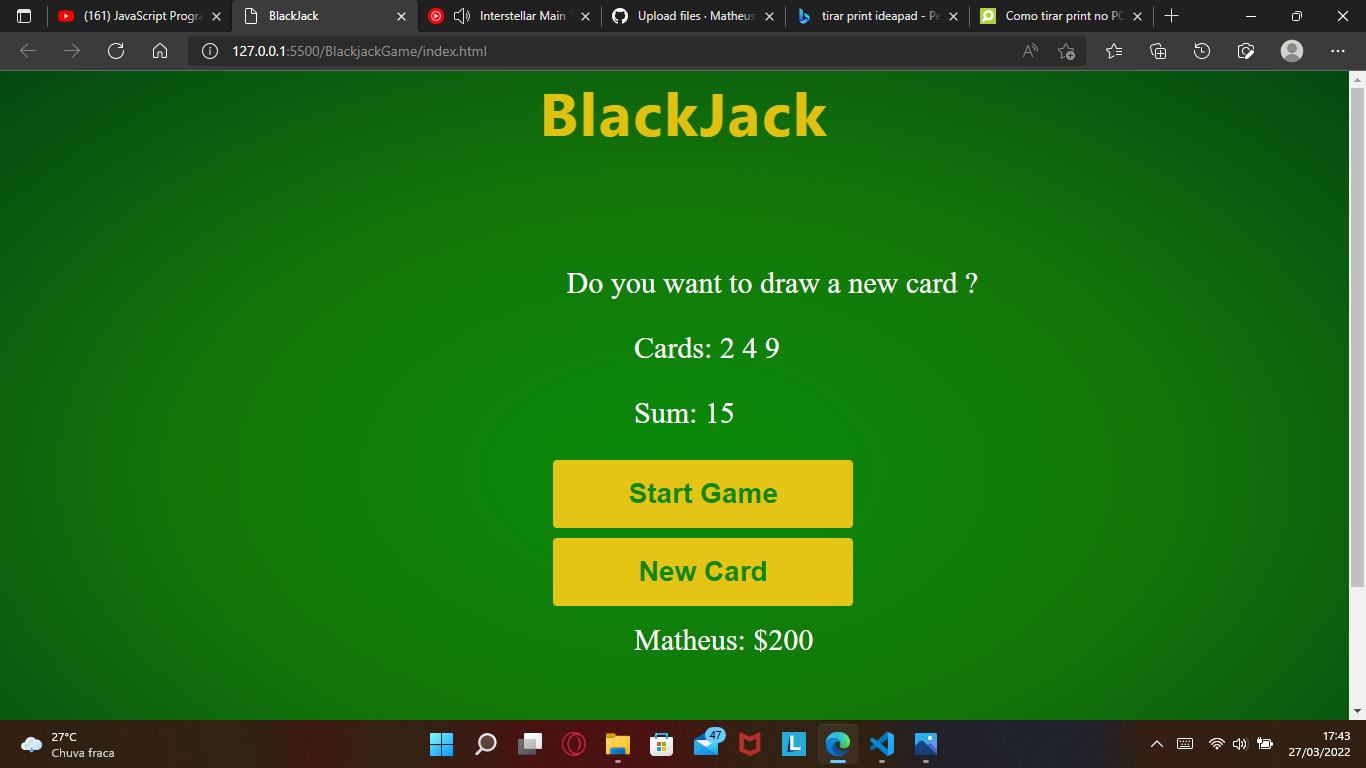 (161) JavaScript Progra
BlackJack
Interstellar Main T
Upload files · Matheus
tirar print ideapad - Pe
Como tirar print no PC
127.0.0.1:5500/BlackjackGame/index.html
BlackJack
Do you want to draw a new card ?
Cards: 2 4 9
Sum: 15
Start Game
New Card
Matheus: $200
27°C
Chuva fraca
47
L
17:43
27/03/2022